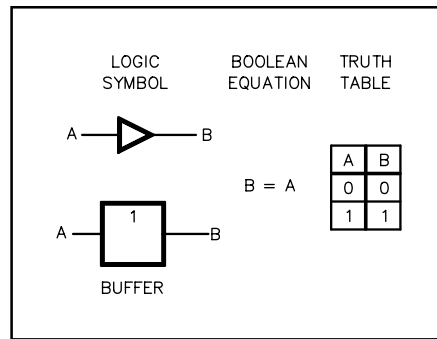 LOGIC SYMBOL
BOOLEAN EQUATION
TRUTH TABLE
A B
B = A
A B
0 0
1 1
1
A B
BUFFER